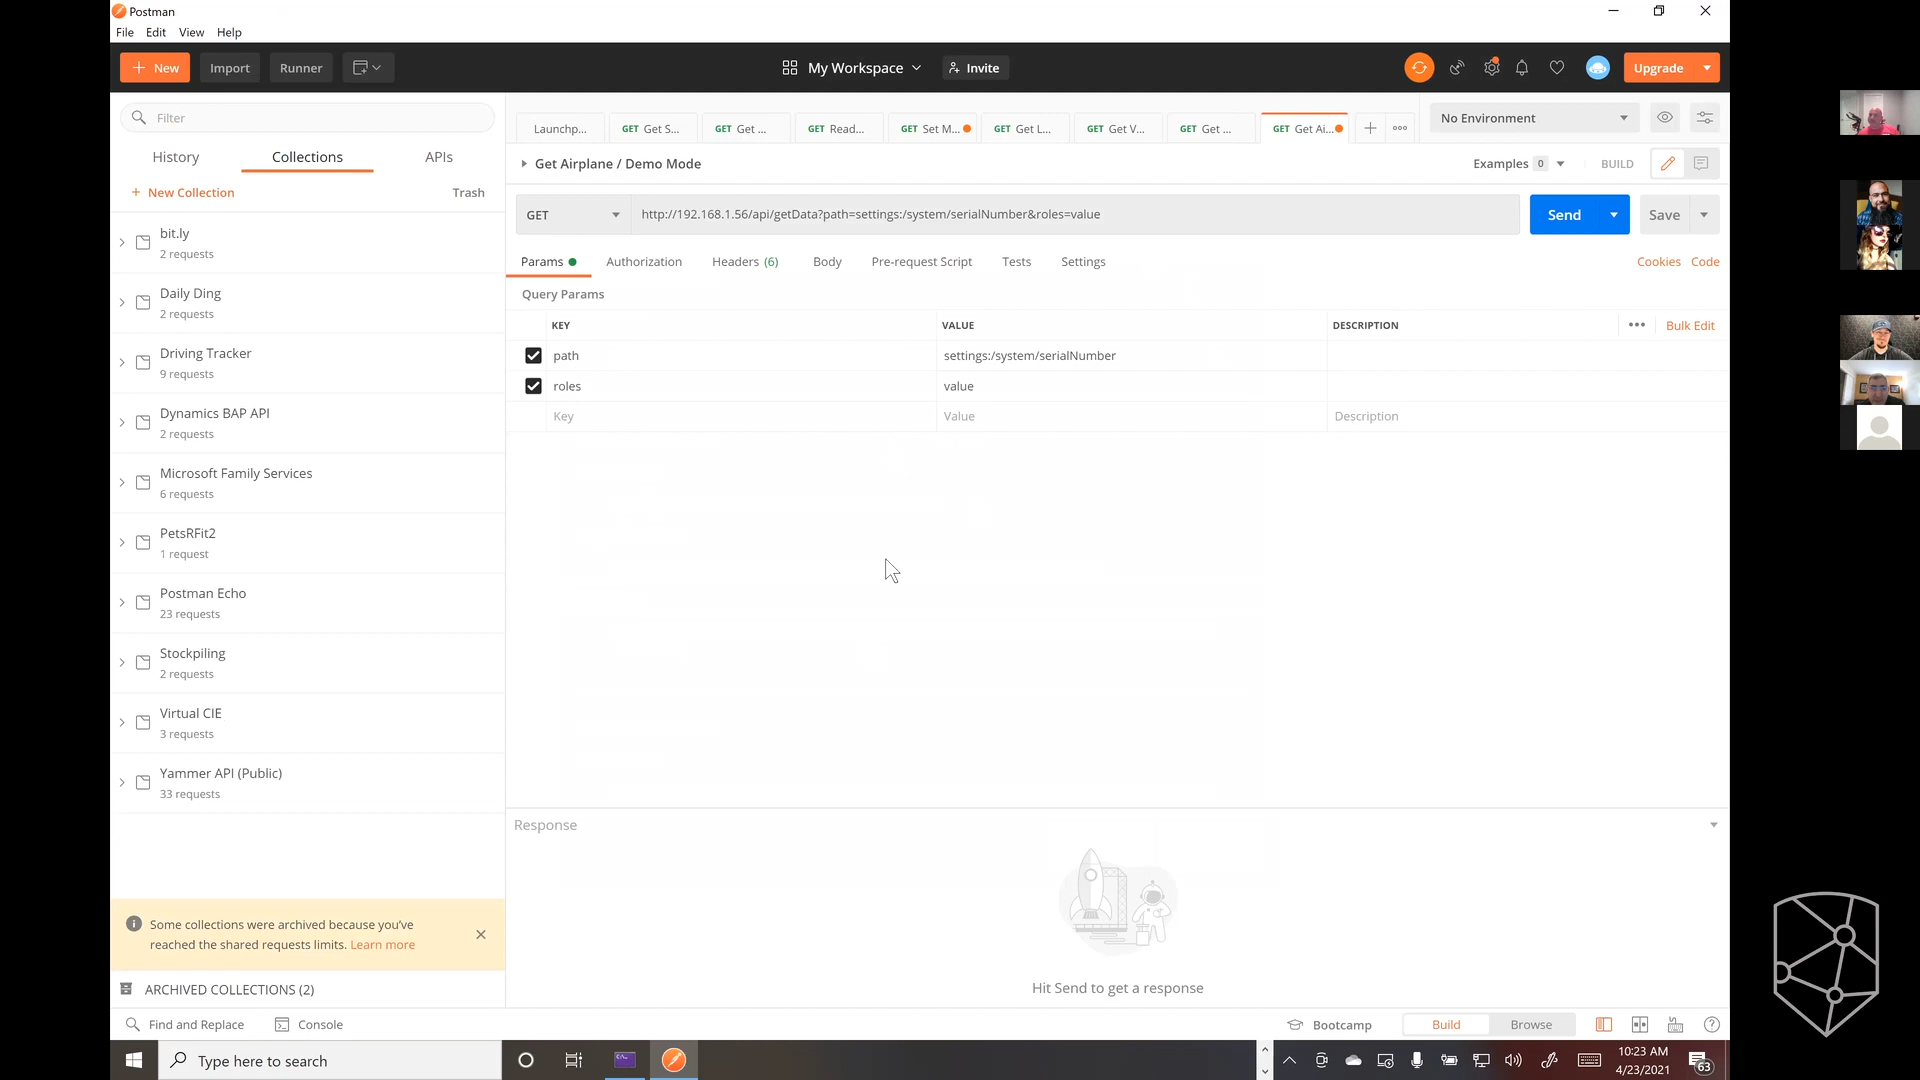 Postman
File Edit View Help
New Import Runner My Workspace Invite Upgrade
Filter
History Collections APIs
+ New Collection Trash
bit.ly
2 requests
Daily Ding
2 requests
Driving Tracker
9 requests
Dynamics BAP API
2 requests
Microsoft Family Services
6 requests
PetsRFit2
1 request
Postman Echo
23 requests
Stockpiling
2 requests
Virtual CIE
3 requests
Yammer API (Public)
33 requests
Some collections were archived because you've
reached the shared requests limits. Learn more
ARCHIVED COLLECTIONS (2)
Launchp... GET Get S... GET Get ... GET Read... GET Set M... GET Get L... GET Get V... GET Get ... GET Get Ai... No Environment
Get Airplane / Demo Mode Examples 0 BUILD
GET http://192.168.1.56/api/getData?path=settings:/system/serialNumber&roles=value Send Save
Params Authorization Headers (6) Body Pre-request Script Tests Settings Cookies Code
Query Params
KEY VALUE DESCRIPTION Bulk Edit
path settings:/system/serialNumber
roles value
Key Value Description
Response
Hit Send to get a response
Find and Replace Console Bootcamp Build Browse
Type here to search
10:23 AM
4/23/2021
63